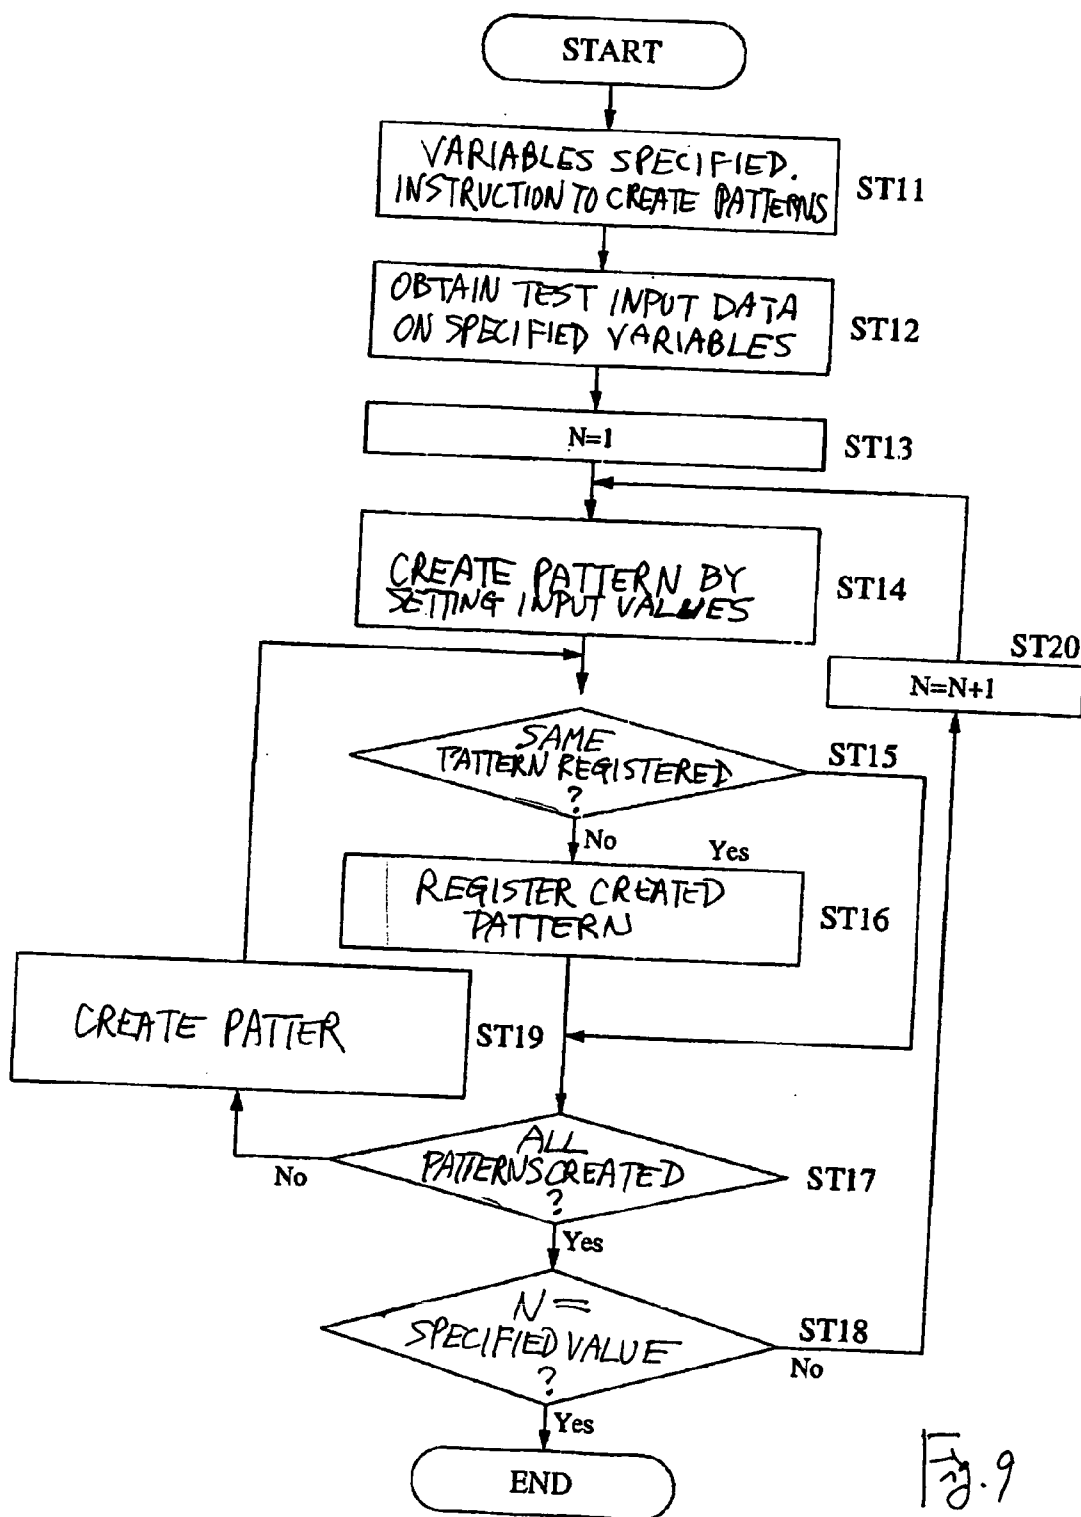 START
VARIABLES SPECIFIED.
INSTRUCTION TO CREATE PATTERNS
ST11
OBTAIN TEST INPUT DATA
ON SPECIFIED VARIABLES
ST12
N=1
ST13
CREATE PATTERN BY
SETTING INPUT VALUES
ST14
ST20
N=N+1
SAME
PATTERN REGISTERED
?
ST15
No
Yes
REGISTER CREATED
PATTERN
ST16
CREATE PATTER
ST19
ALL
PATTERNS CREATED
?
ST17
No
Yes
N=
SPECIFIED VALUE
?
ST18
No
Yes
END
Fig. 9